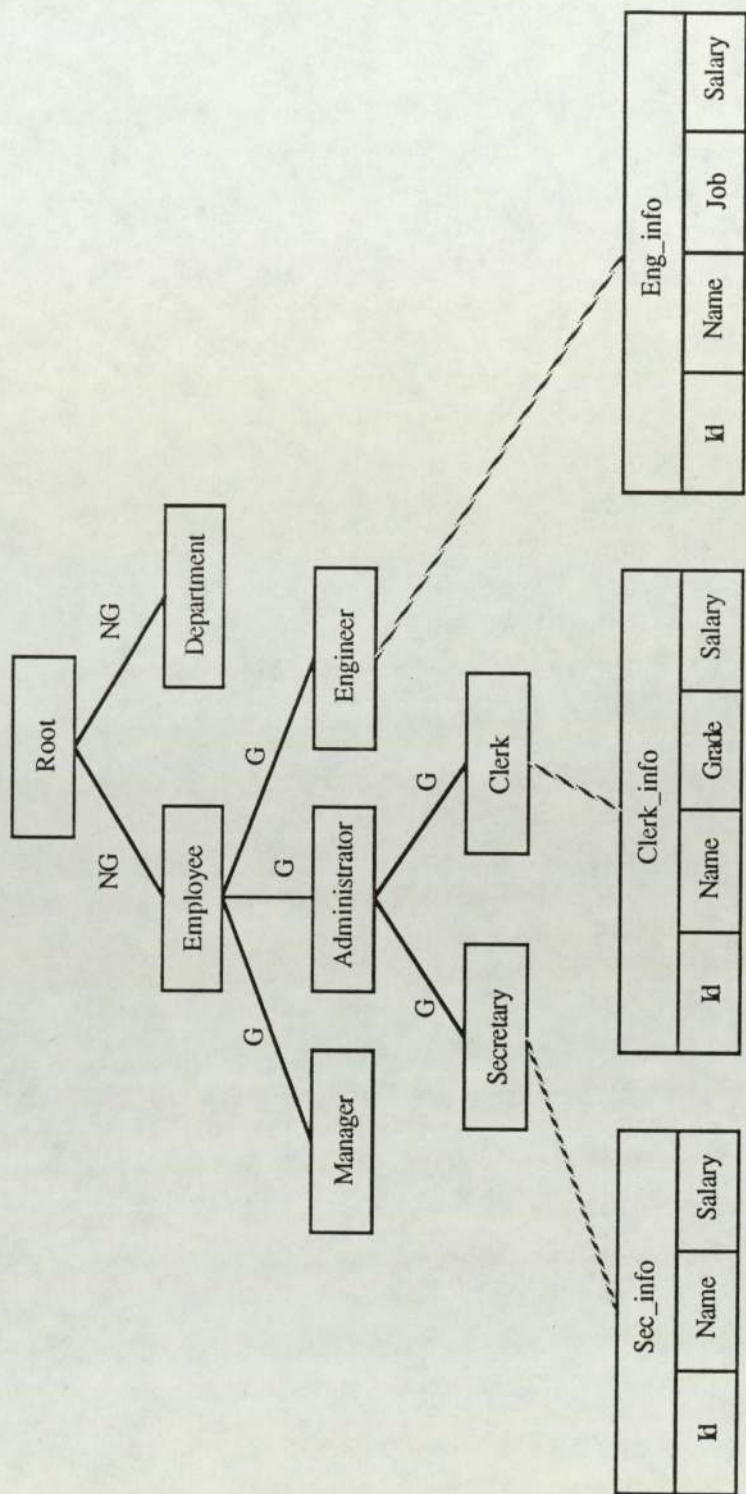 Root
NG NG
Employee Department
G G G
Manager Administrator Engineer
G G
Secretary Clerk
Sec_info Clerk_info Eng_info
Id Name Salary Id Name Grade Salary Id Name Job Salary